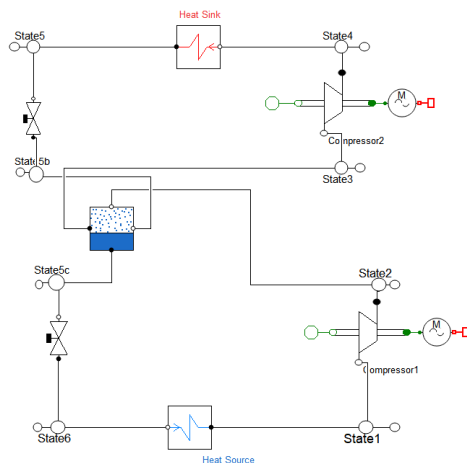 Heat Sink
State5
State4
M
Compressor2
State5b
State3
State5c
State2
M
Compressor1
State6
State1
Heat Source